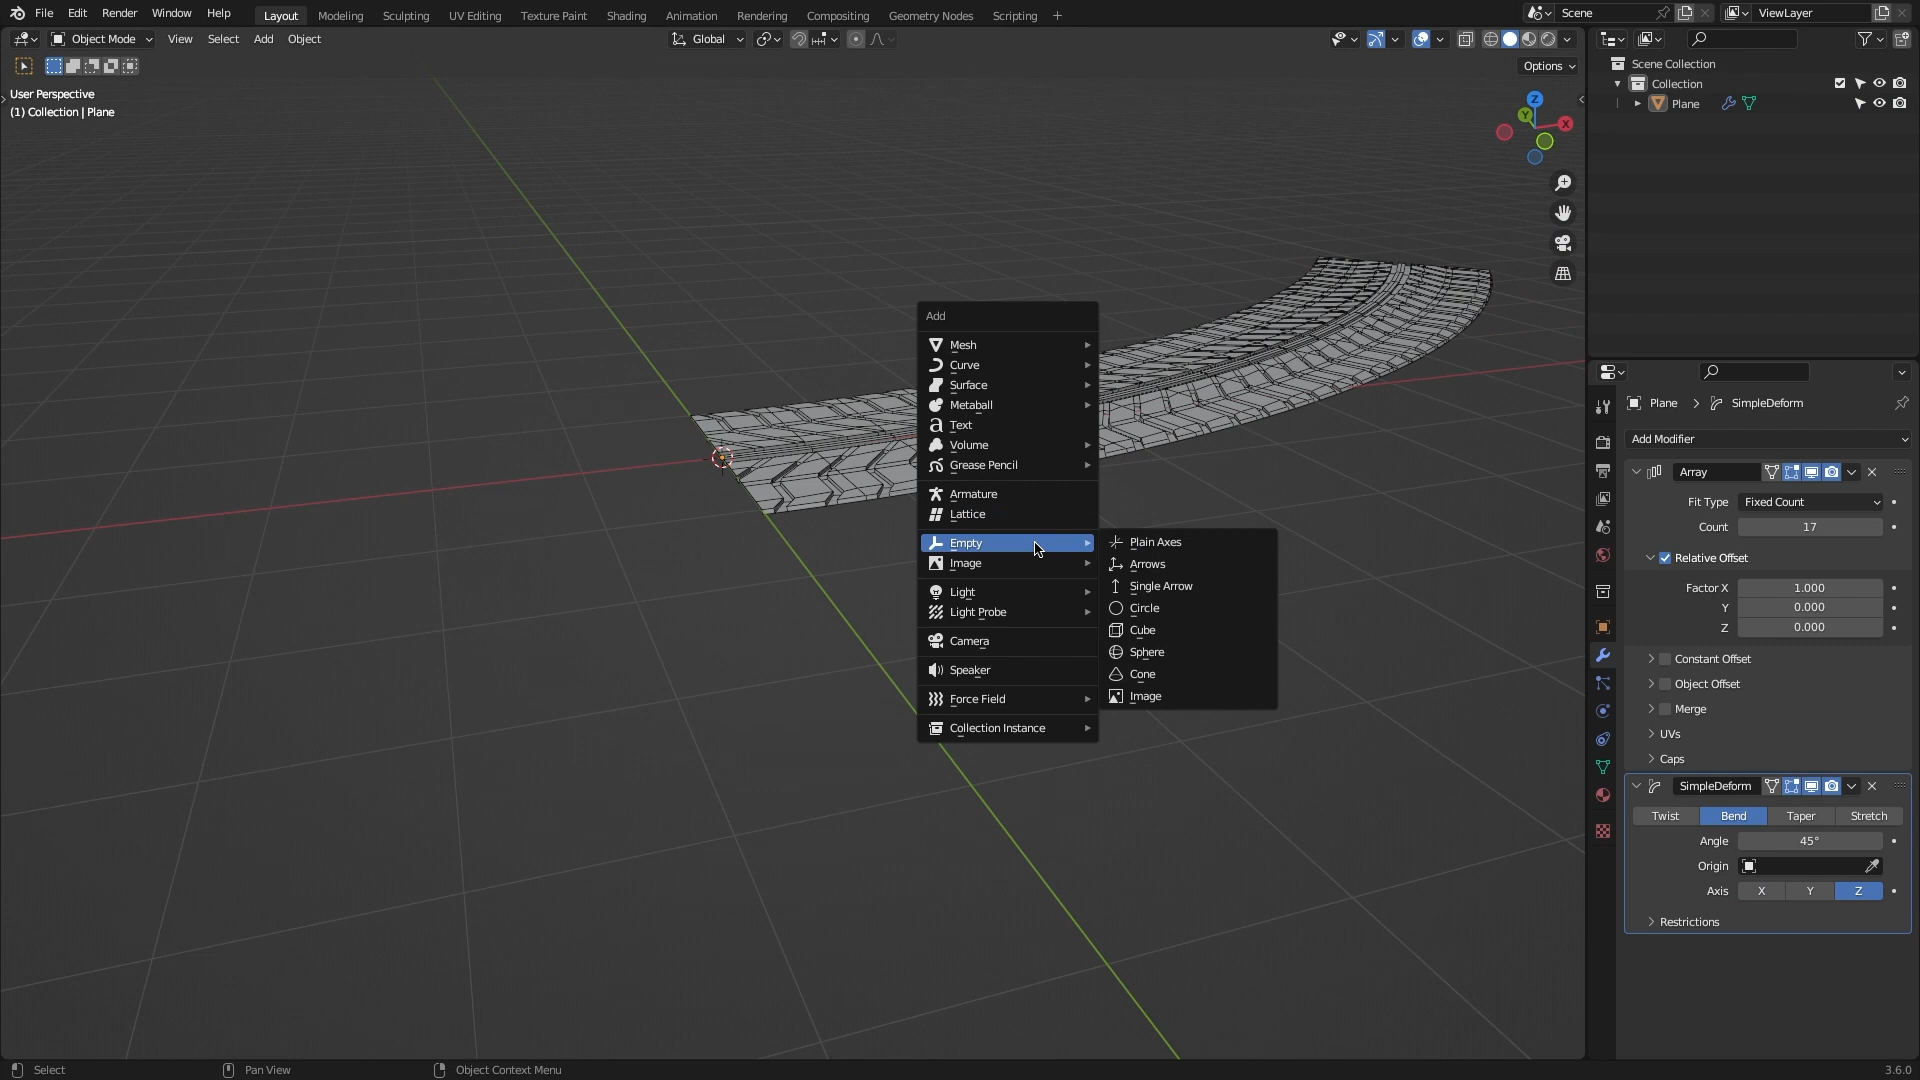 File Edit Render Window Help Layout Modeling Sculpting UV Editing Texture Paint Shading Animation Rendering Compositing Geometry Nodes Scripting + Scene ViewLayer
Object Mode View Select Add Object Global
Options
User Perspective
(1) Collection | Plane
Scene Collection
Collection
Plane
Z
Y
X
Add
Mesh
Curve
Surface
Metaball
Text
Volume
Grease Pencil
Armature
Lattice
Empty
Image
Light
Light Probe
Camera
Speaker
Force Field
Collection Instance
Plain Axes
Arrows
Single Arrow
Circle
Cube
Sphere
Cone
Image
Plane > SimpleDeform
Add Modifier
Array
Fit Type Fixed Count
Count 17
Relative Offset
Factor X 1.000
Y 0.000
Z 0.000
Constant Offset
Object Offset
Merge
UVs
Caps
SimpleDeform
Twist Bend Taper Stretch
Angle 45°
Origin
Axis X Y Z
Restrictions
Select Pan View Object Context Menu 3.6.0